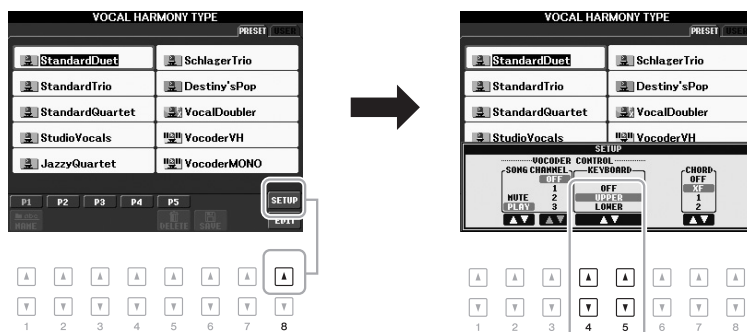 VOCAL HARMONY TYPE
PRESET USER
StandardDuet SchlagerTrio
StandardTrio Destiny'sPop
StandardQuartet VocalDoubler
StudioVocals VocoderVH
JazzyQuartet VocoderMONO
P1 P2 P3 P4 P5 SETUP
NAME DELETE SAVE EDIT
1 2 3 4 5 6 7 8
VOCAL HARMONY TYPE
PRESET USER
StandardDuet SchlagerTrio
StandardTrio Destiny'sPop
StandardQuartet VocalDoubler
StudioVocals VocoderVH
SETUP
VOCODER CONTROL
SONG CHANNEL KEYBOARD CHORD
OFF OFF
1 OFF XF
MUTE 2 UPPER 1
PLAY 3 LOWER 2
1 2 3 4 5 6 7 8